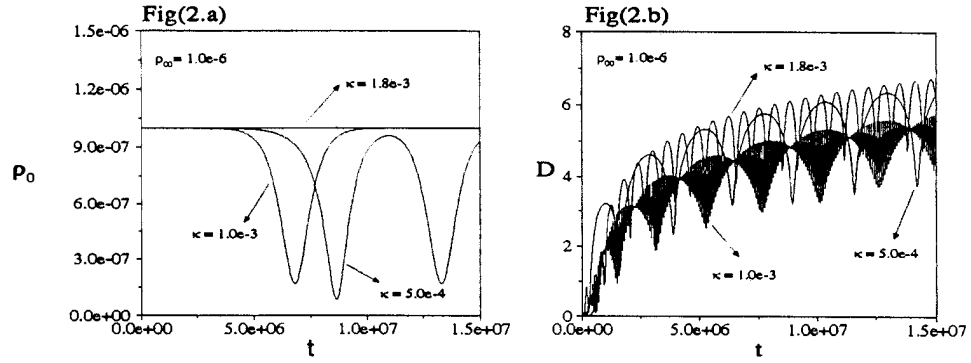 Fig(2.a)
1.5e-06
1.2e-06
9.0e-07
6.0e-07
3.0e-07
0.0e+00
ρ₀
ρ∞ = 1.0e-6
κ = 1.8e-3
κ = 1.0e-3
κ = 5.0e-4
0.0e+00
5.0e+06
1.0e+07
1.5e+07
t
Fig(2.b)
8
6
4
2
0
D
ρ∞ = 1.0e-6
κ = 1.8e-3
κ = 5.0e-4
κ = 1.0e-3
0.0e+00
5.0e+06
1.0e+07
1.5e+07
t